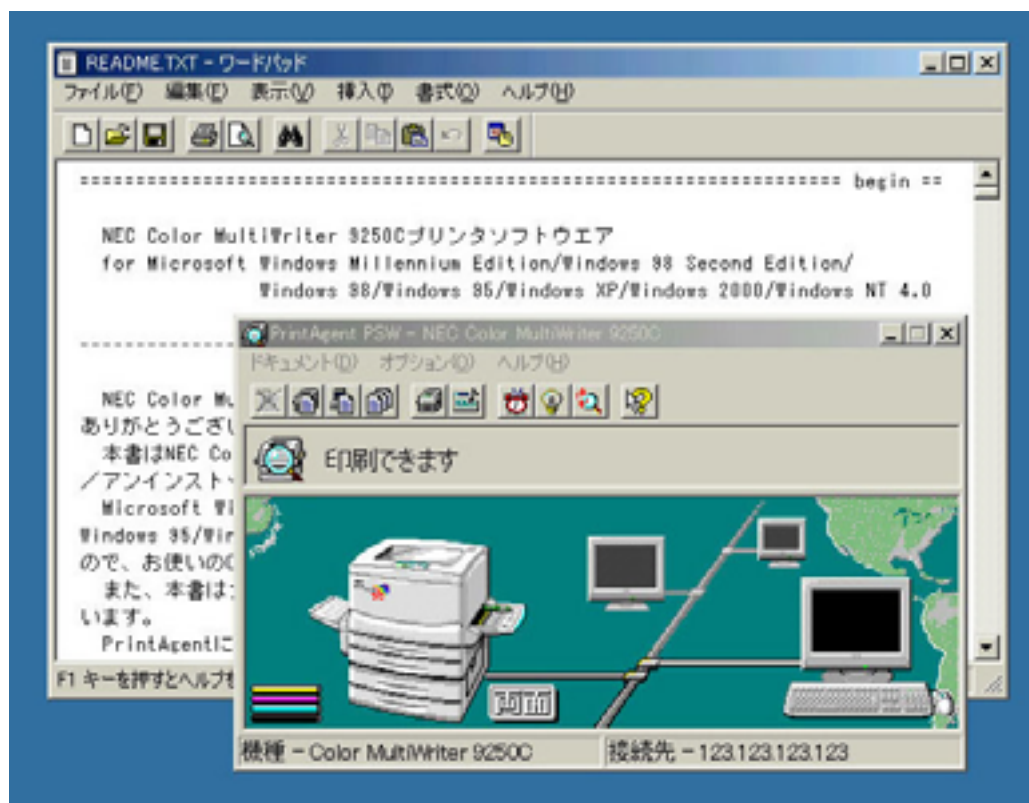 README.TXT - ワードパッド
ファイル(F) 編集(E) 表示(V) 挿入(I) 書式(O) ヘルプ(H)
============================================================== begin ==
NEC Color MultiWriter 9250Cプリンタソフトウエア
for Microsoft Windows Millennium Edition/Windows 98 Second Edition/
Windows 98/Windows 95/Windows XP/Windows 2000/Windows NT 4.0
NEC Color Mu
ありがとうござい
本書はNEC Co
/アンインスト
Microsoft Wi
Windows 95/Win
ので、お使いのO
また、本書は
います。
PrintAgentに
F1 キーを押すとヘルプを
PrintAgent PSW - NEC Color MultiWriter 9250C
ドキュメント(D) オプション(O) ヘルプ(H)
印刷できます
機種 - Color MultiWriter 9250C
接続先 - 123.123.123.123